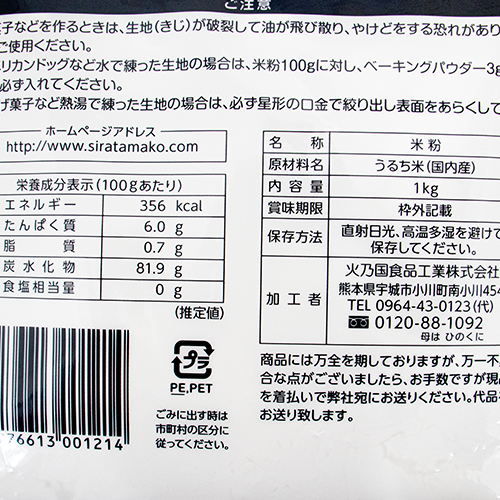 ご注意
子などを作るときは、生地(きじ)が破裂して油が飛び散り、やけどをする恐れがあり
ご使用ください。
リカンドッグなど水で練った生地の場合は、米粉100gに対し、ベーキングパウダー3g
必ず入れてください。
げ菓子など熱湯で練った生地の場合は、必ず星形の口金で絞り出し表面をあらくして
ホームページアドレス
http://www.siratamako.com
栄養成分表示(100gあたり)
エネルギー 356 kcal
たんぱく質 6.0 g
脂質 0.7 g
炭水化物 81.9 g
食塩相当量 0 g
(推定値)
名称 米粉
原材料名 うるち米(国内産)
内容量 1kg
賞味期限 枠外記載
保存方法 直射日光、高温多湿を避けて
保存してください。
加工者 火乃国食品工業株式会社
熊本県宇城市小川町南小川454
TEL 0964-43-0123(代)
0120-88-1092
母は ひのくに
プラ
PE,PET
ごみに出す時は
市町村の区分に
従ってください。
76613 001214
商品には万全を期しておりますが、万一不
合な点がございましたら、お手数ですが現
を着払いで弊社宛にお送りください。代品を
お送り致します。